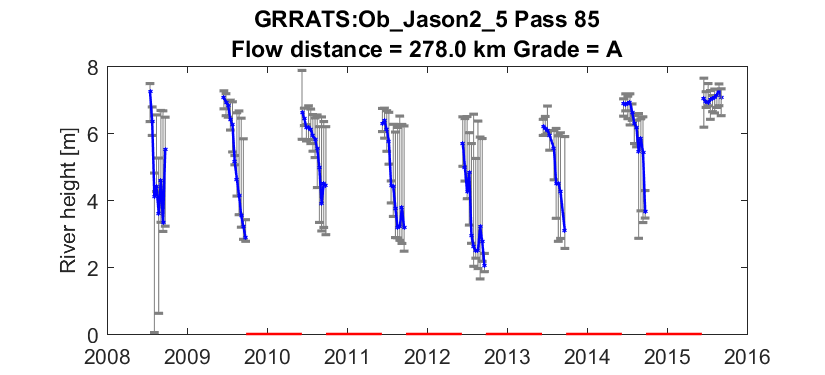 GRRATS:Ob_Jason2_5 Pass 85
Flow distance = 278.0 km Grade = A
8
6
4
2
0
River height [m]
2008 2009 2010 2011 2012 2013 2014 2015 2016